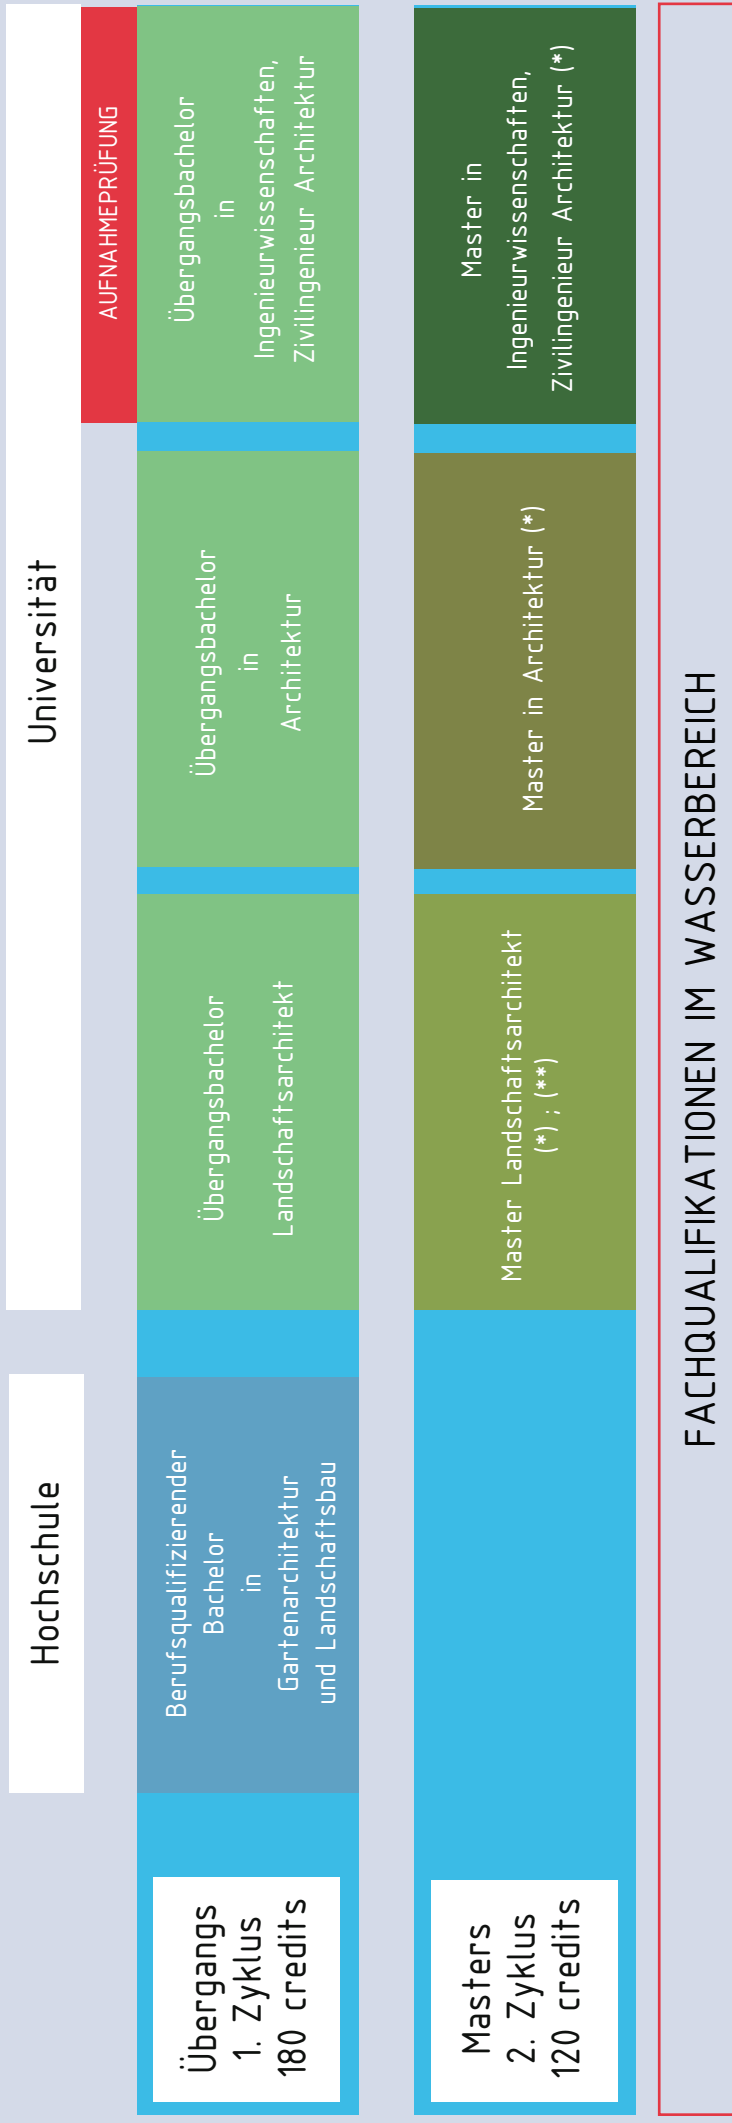 Hochschule
Universität
AUFNAHMEPRÜFUNG
Übergangs
1. Zyklus
180 credits
Berufsqualifizierender
Bachelor
in
Gartenarchitektur
und Landschaftsbau
Übergangsbachelor
Landschaftsarchitekt
Übergangsbachelor
in
Architektur
Übergangsbachelor
in
Ingenieurwissenschaften,
Zivilingenieur Architektur
Masters
2. Zyklus
120 credits
Master Landschaftsarchitekt
(*) ; (**)
Master in Architektur (*)
Master in
Ingenieurwissenschaften,
Zivilingenieur Architektur (*)
FACHQUALIFIKATIONEN IM WASSERBEREICH